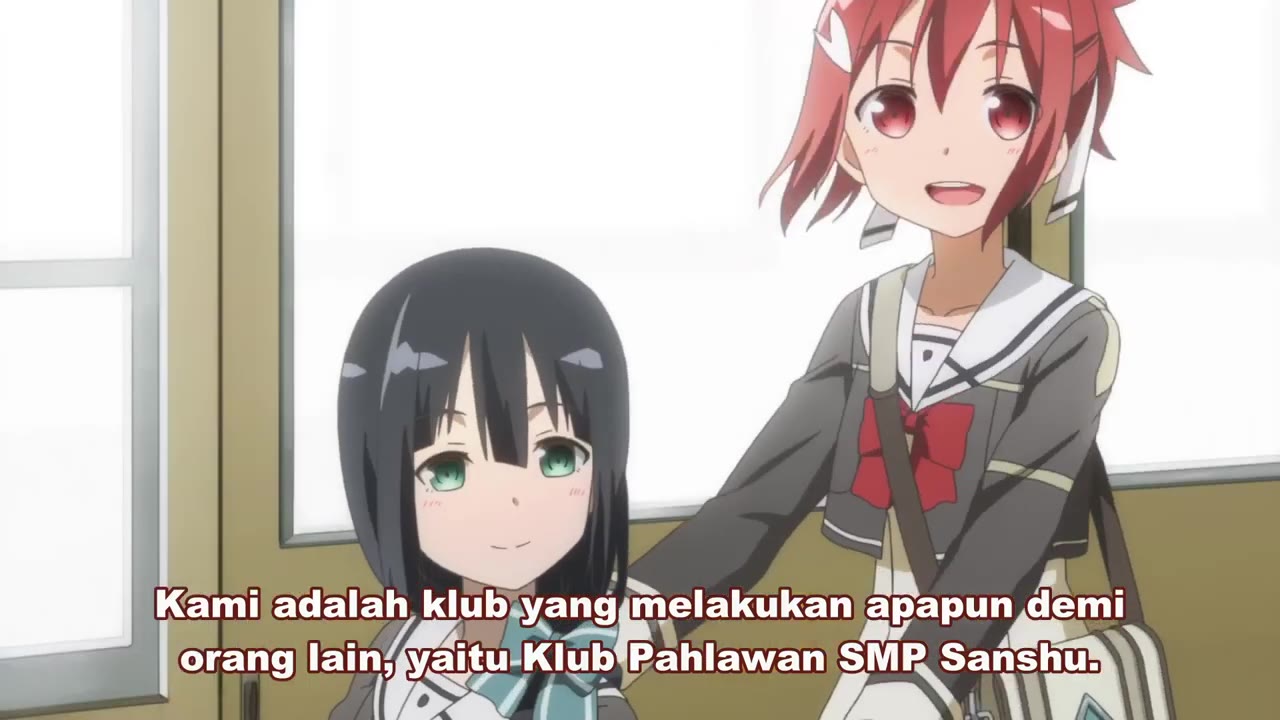 Kami adalah klub yang melakukan apapun demi
orang lain, yaitu Klub Pahlawan SMP Sanshu.